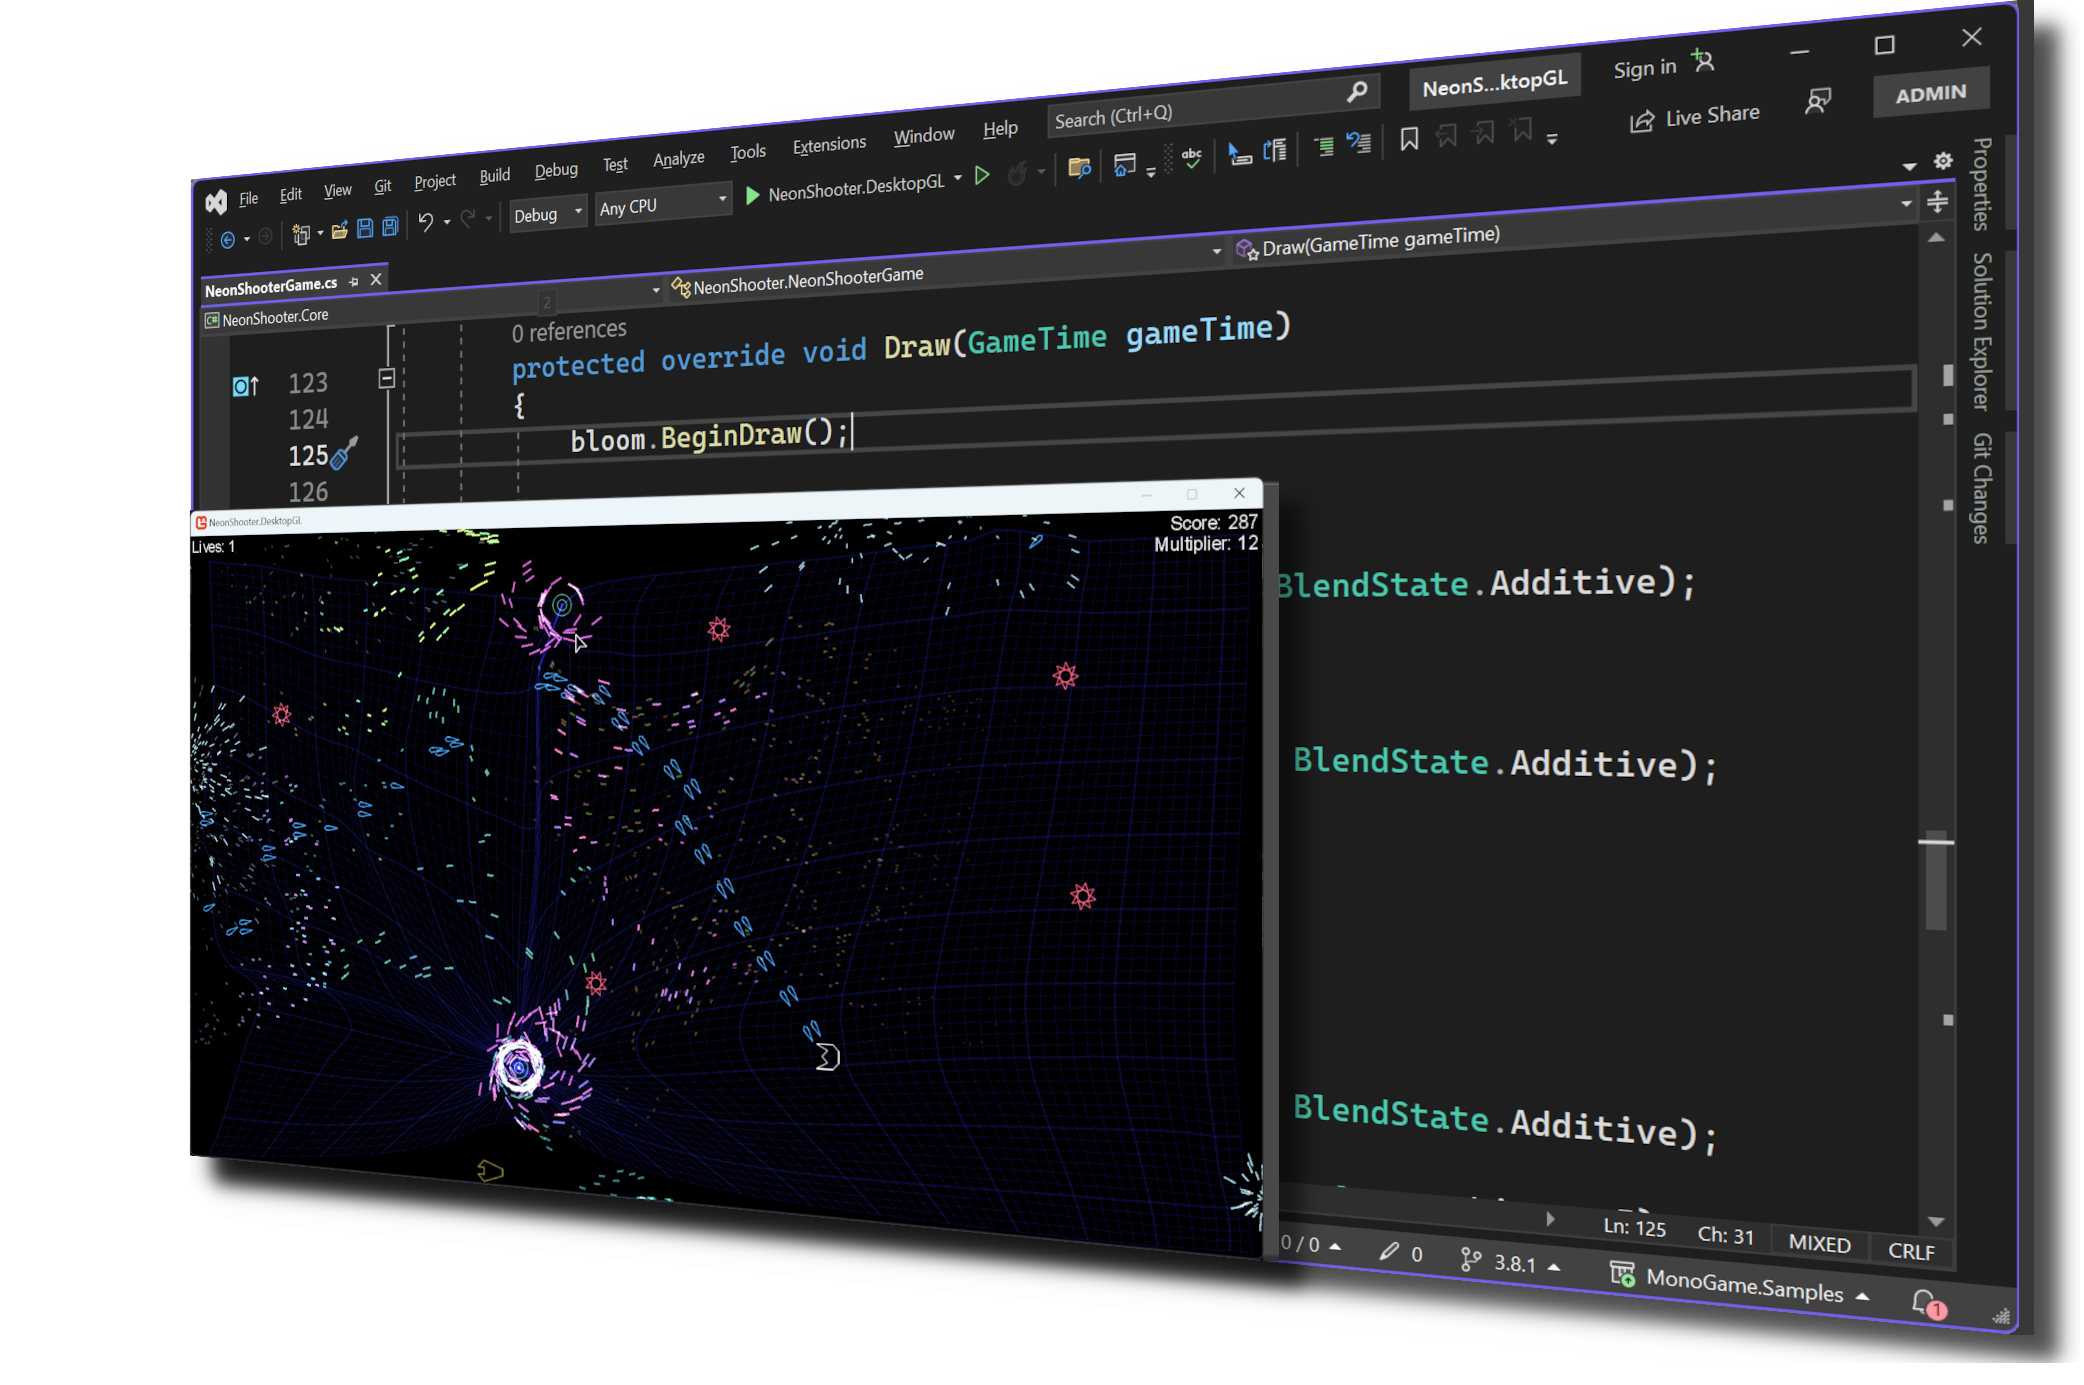 File Edit View Git Project Build Debug Test Analyze Tools Extensions Window Help Search (Ctrl+Q) NeonS...ktopGL Sign in
Debug Any CPU NeonShooter.DesktopGL abc Live Share ADMIN
NeonShooterGame.cs
NeonShooter.Core NeonShooter.NeonShooterGame Draw(GameTime gameTime)
2
0 references
123 protected override void Draw(GameTime gameTime)
124 {
125 bloom.BeginDraw();
126
BlendState.Additive);
BlendState.Additive);
BlendState.Additive);
Properties
Solution Explorer
Git Changes
NeonShooter.DesktopGL
Lives: 1
Score: 287
Multiplier: 12
Ln: 125 Ch: 31 MIXED CRLF
0 / 0 0 3.8.1 MonoGame.Samples 1